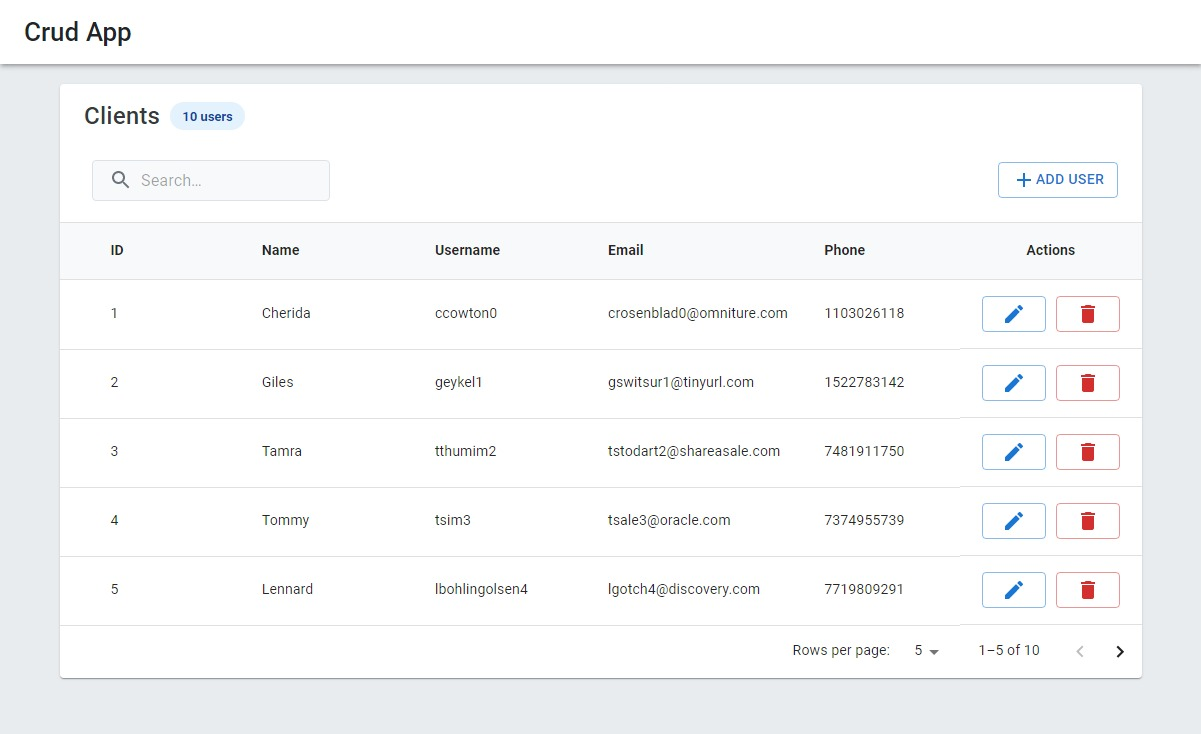 Crud App
Clients 10 users
Search...
ADD USER
ID Name Username Email Phone Actions
1 Cherida ccowton0 crosenblad0@omniture.com 1103026118
2 Giles geykel1 gswitsur1@tinyurl.com 1522783142
3 Tamra tthumim2 tstodart2@shareasale.com 7481911750
4 Tommy tsim3 tsale3@oracle.com 7374955739
5 Lennard lbohlingolsen4 lgotch4@discovery.com 7719809291
Rows per page: 5 1–5 of 10